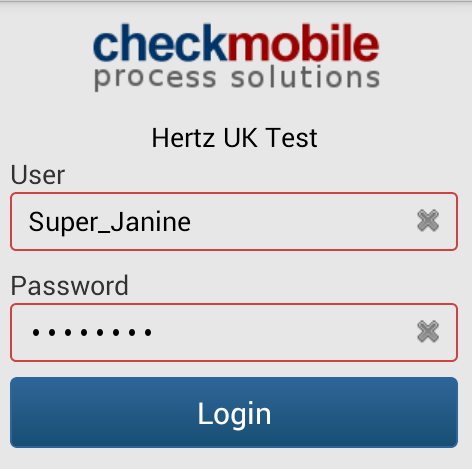 checkmobile
process solutions
Hertz UK Test
User
Super_Janine
Password
••••••••
Login